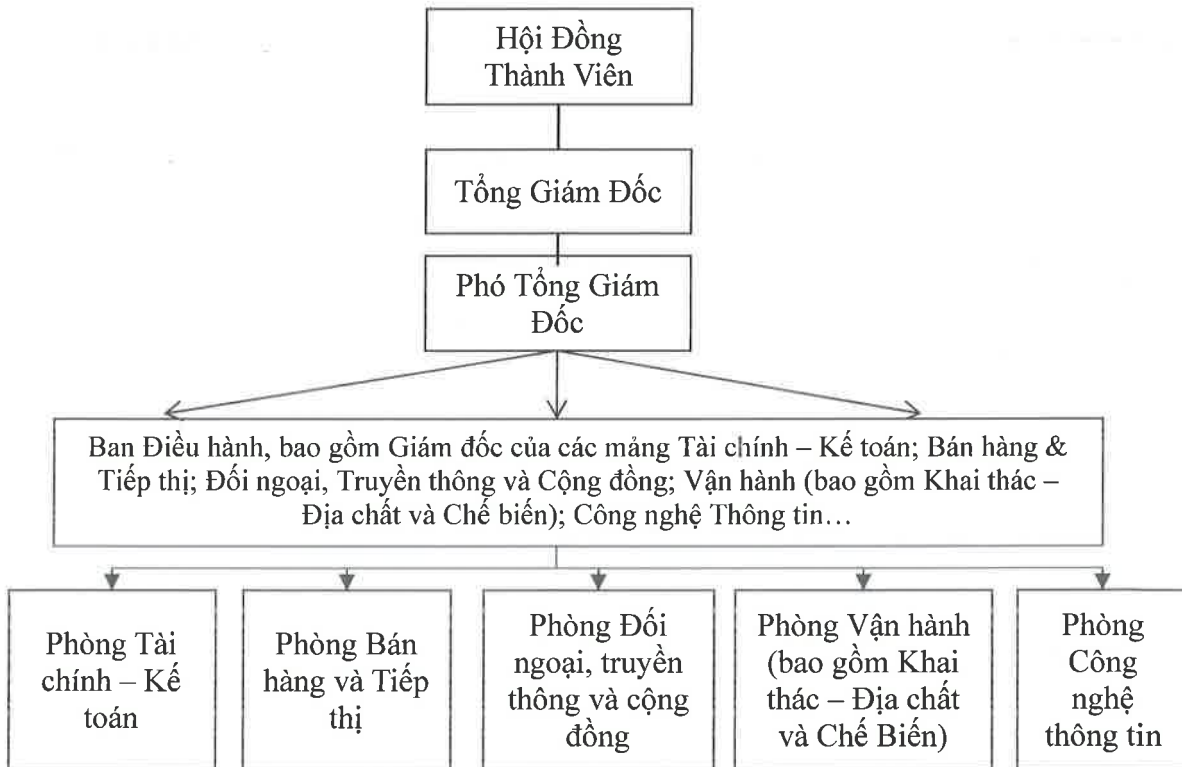 Hội Đồng
Thành Viên
Tổng Giám Đốc
Phó Tổng Giám
Đốc
Ban Điều hành, bao gồm Giám đốc của các mảng Tài chính – Kế toán; Bán hàng &
Tiếp thị; Đối ngoại, Truyền thông và Cộng đồng; Vận hành (bao gồm Khai thác –
Địa chất và Chế biến); Công nghệ Thông tin…
Phòng Tài
chính – Kế
toán
Phòng Bán
hàng và Tiếp
thị
Phòng Đối
ngoại, truyền
thông và cộng
đồng
Phòng Vận hành
(bao gồm Khai
thác – Địa chất
và Chế Biến)
Phòng
Công
nghệ
thông tin